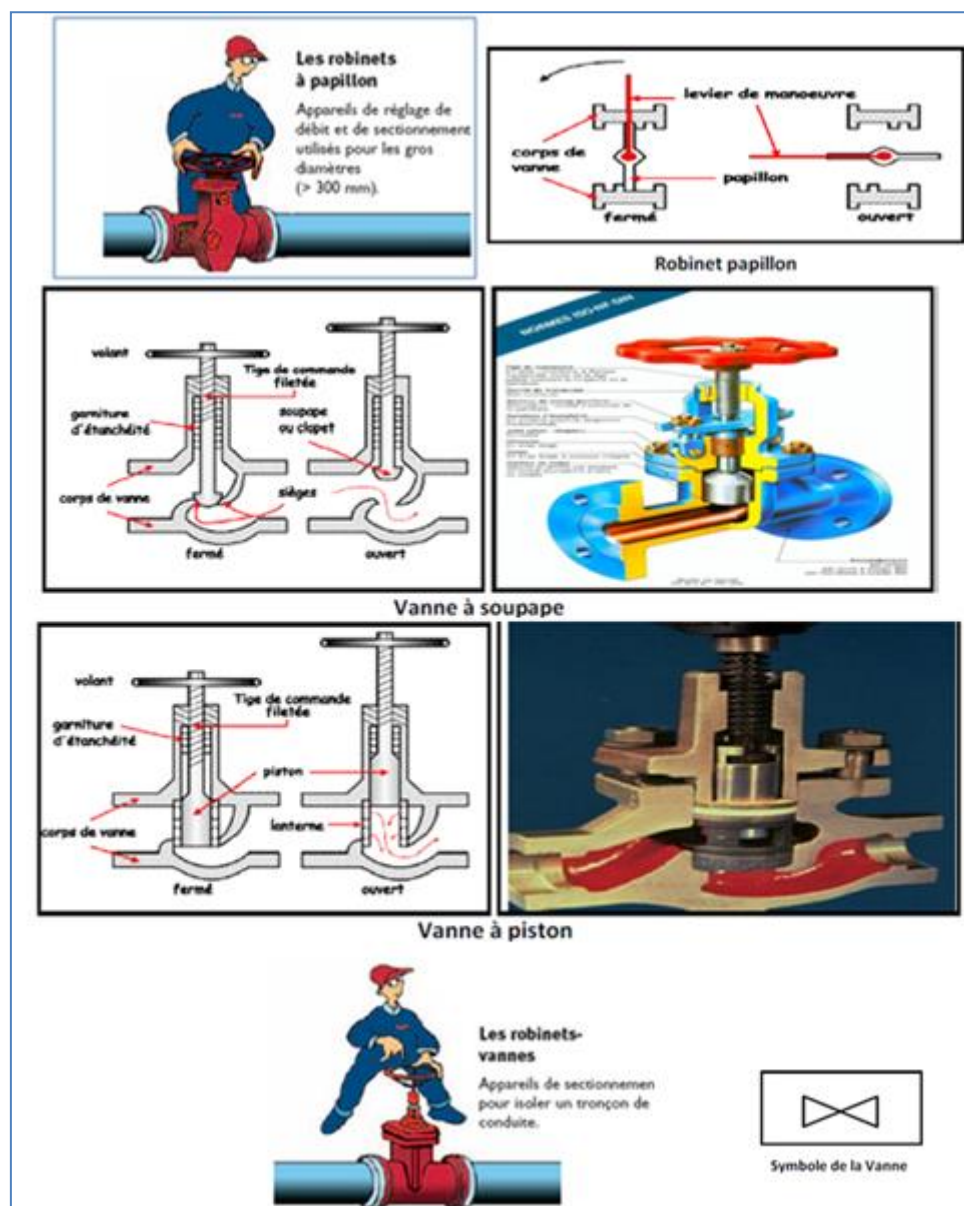 Les robinets
à papillon
Appareils de réglage de
débit et de sectionnement
utilisés pour les gros
diamètres
(> 300 mm).
levier de manoeuvre
corps de
vanne
papillon
fermé
ouvert
Robinet papillon
volant
Tige de commande
filetée
garniture
d'étanchéité
soupape
ou clapet
corps de vanne
sièges
fermé
ouvert
NORMES ISO-NF-DIN
Vanne à soupape
volant
Tige de commande
filetée
garniture
d'étanchéité
piston
corps de vanne
lanterne
fermé
ouvert
Vanne à piston
Les robinets-
vannes
Appareils de sectionnemen
pour isoler un tronçon de
conduite.
Symbole de la Vanne